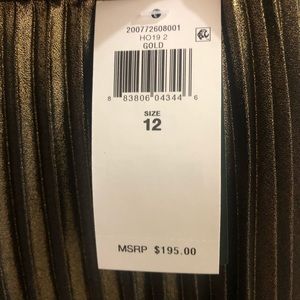 200772608001
HO19 2
GOLD
8 83806 04344 6
SIZE
12
MSRP $195.00